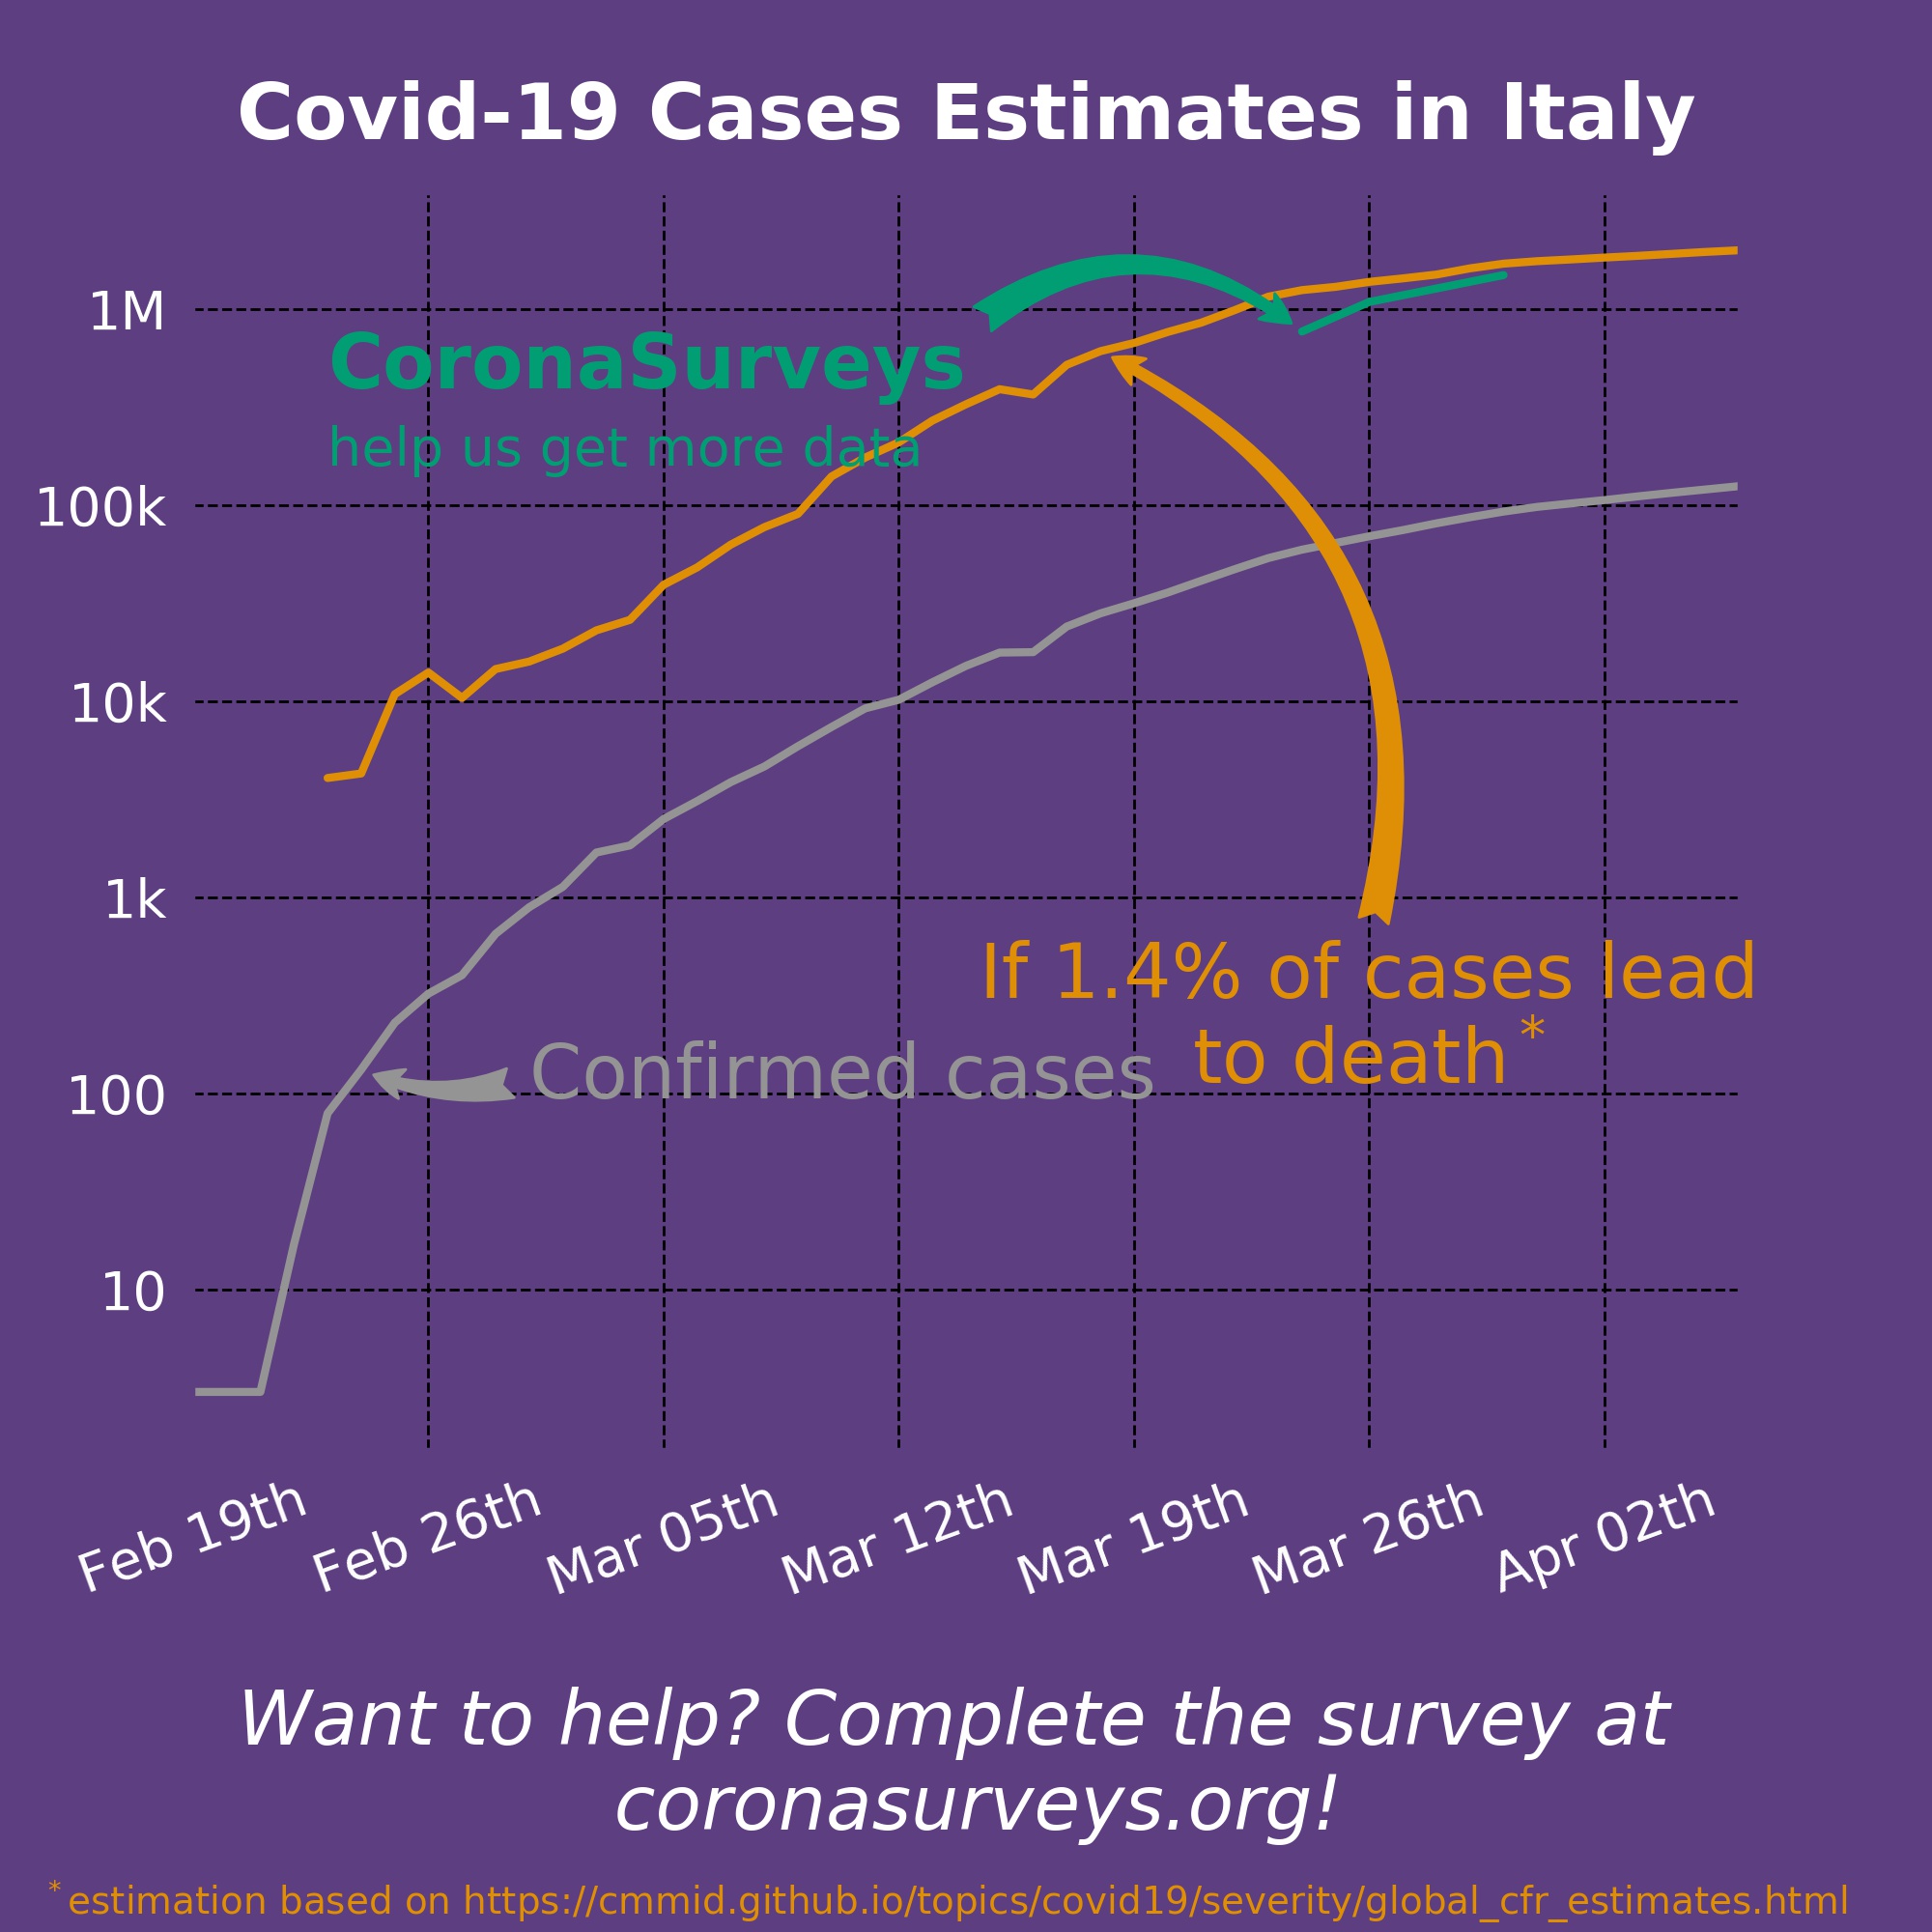 Covid-19 Cases Estimates in Italy
1M
CoronaSurveys
help us get more data
100k
10k
1k
If 1.4% of cases lead
to death*
Confirmed cases
100
10
Feb 19th
Feb 26th
Mar 05th
Mar 12th
Mar 19th
Mar 26th
Apr 02th
Want to help? Complete the survey at
coronasurveys.org!
*estimation based on https://cmmid.github.io/topics/covid19/severity/global_cfr_estimates.html